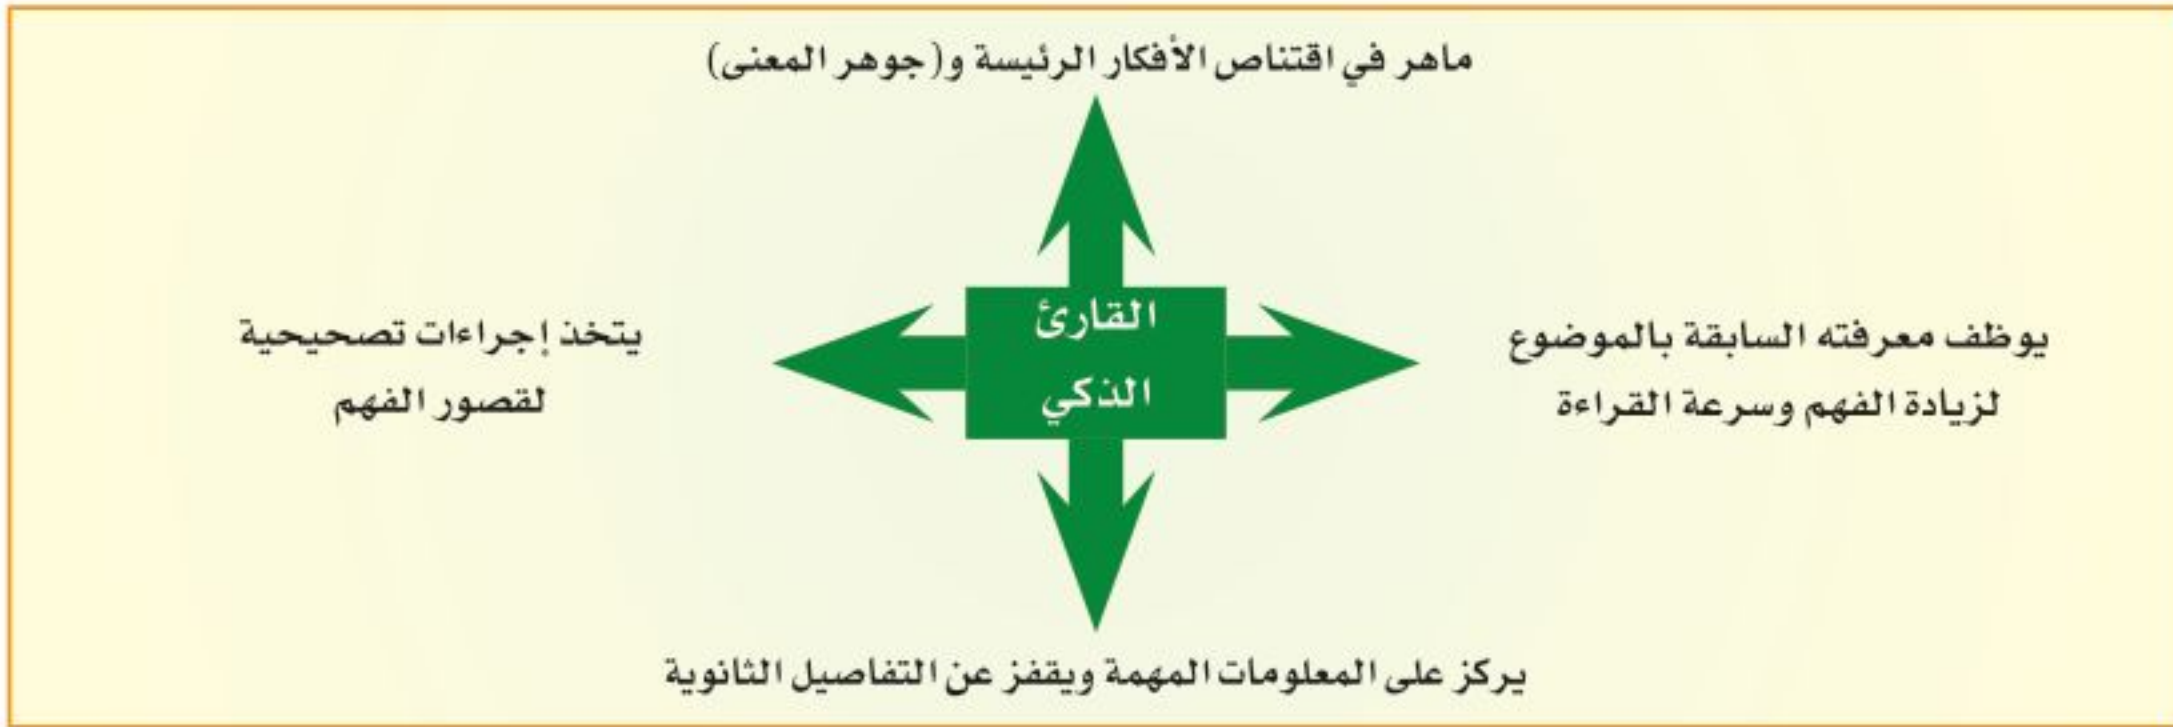 ماهر في اقتناص الأفكار الرئيسة و(جوهر المعنى)
القارئ
الذكي
يوظف معرفته السابقة بالموضوع
لزيادة الفهم وسرعة القراءة
يتخذ إجراءات تصحيحية
لقصور الفهم
يركز على المعلومات المهمة ويقفز عن التفاصيل الثانوية